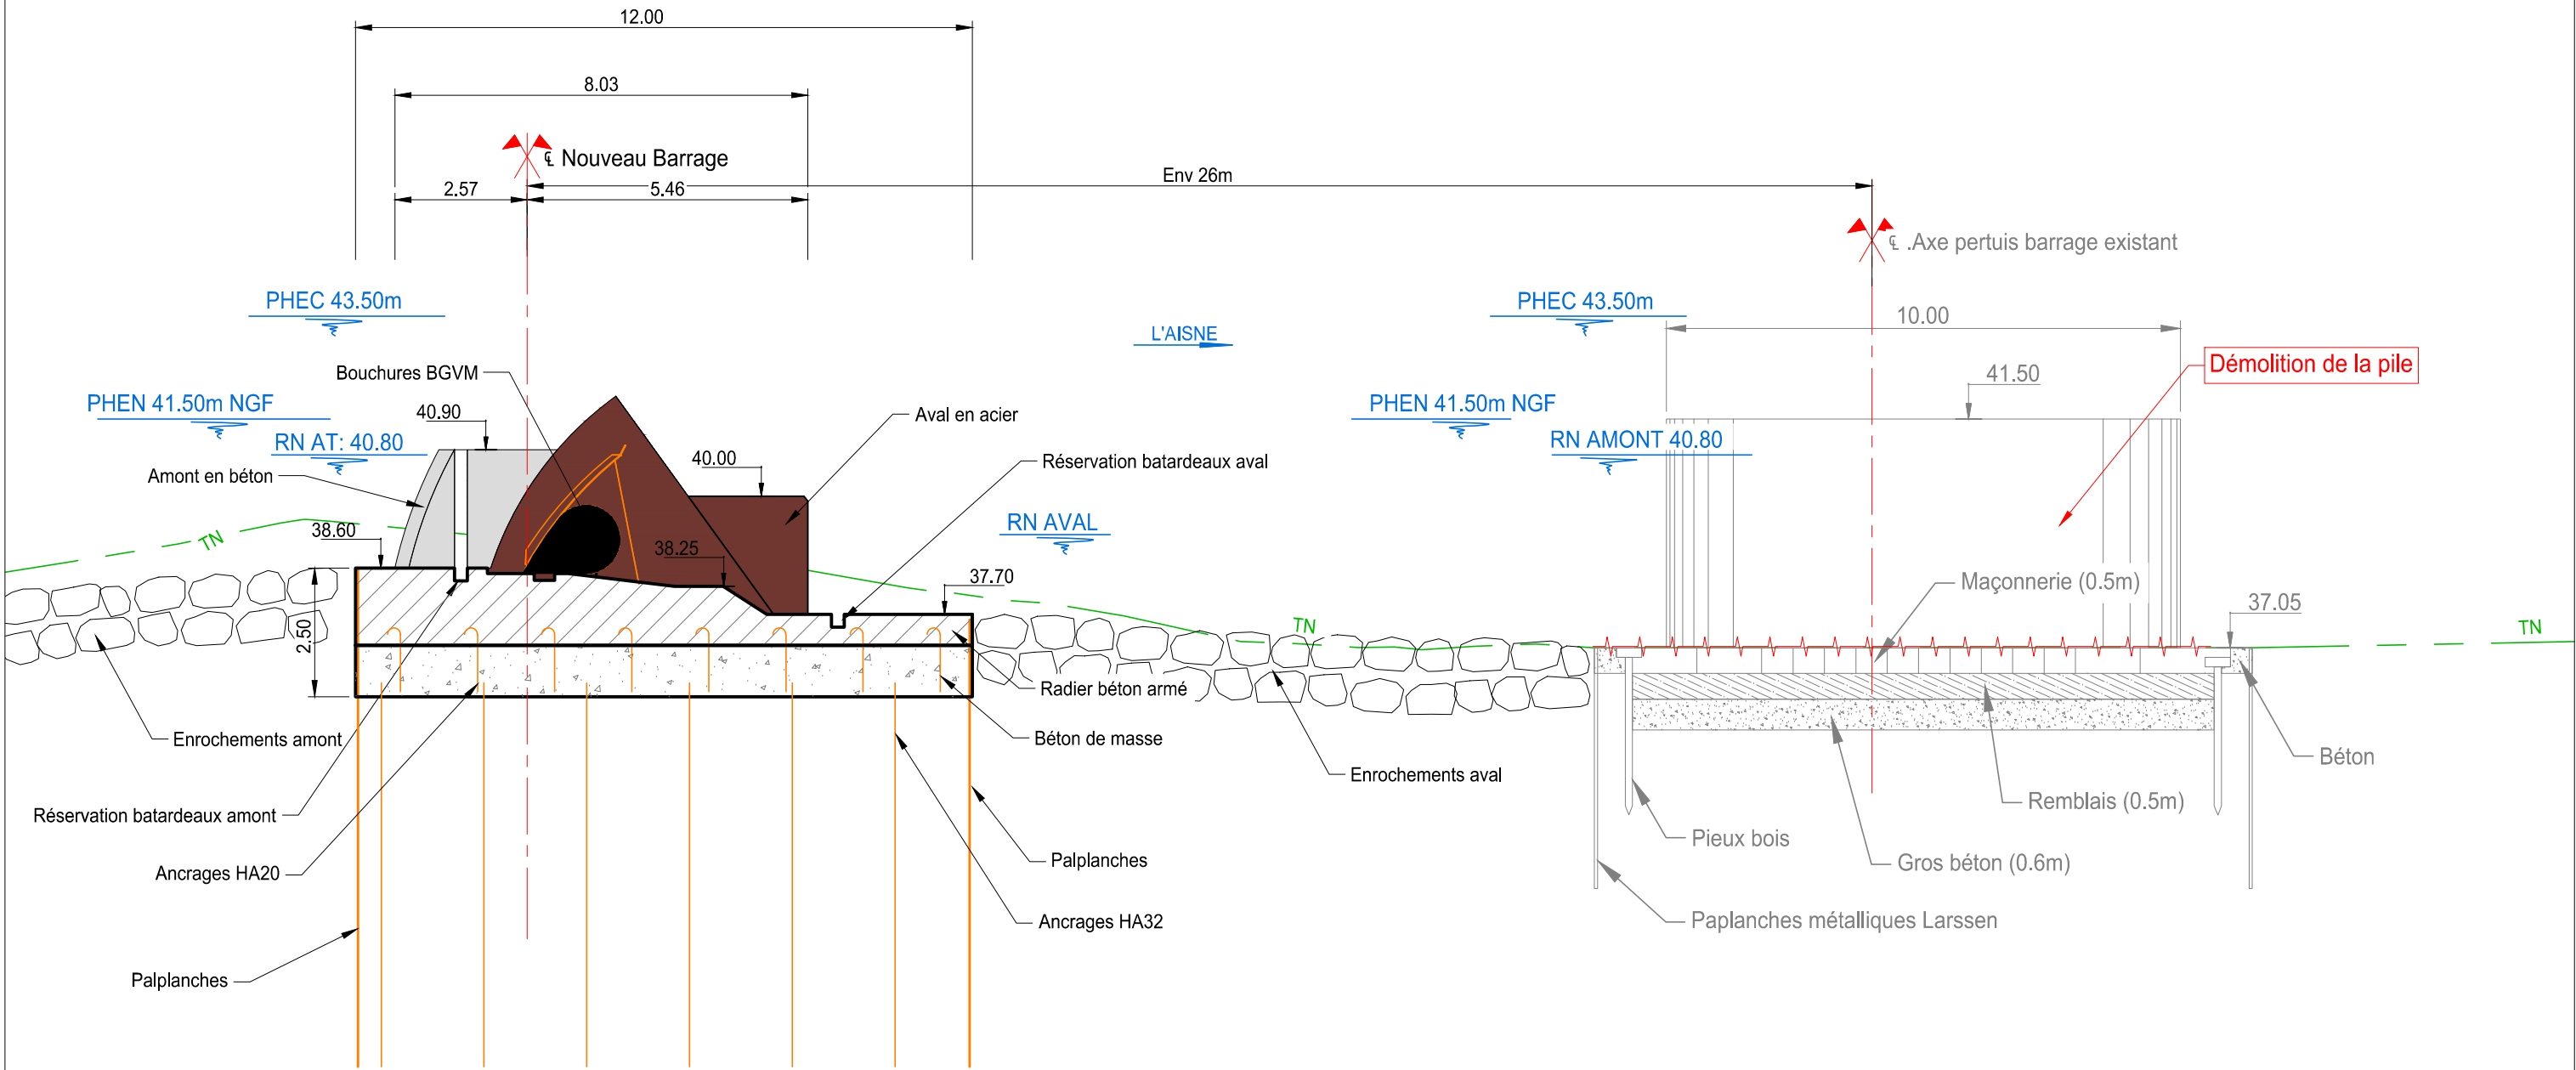 12.00
8.03
℄ Nouveau Barrage
2.57
5.46
Env 26m
℄ .Axe pertuis barrage existant
PHEC 43.50m
PHEC 43.50m
10.00
L'AISNE
Bouchures BGVM
Démolition de la pile
41.50
PHEN 41.50m NGF
40.90
Aval en acier
PHEN 41.50m NGF
RN AT: 40.80
RN AMONT 40.80
Amont en béton
40.00
Réservation batardeaux aval
38.60
TN
RN AVAL
38.25
37.70
Maçonnerie (0.5m)
37.05
2.50
TN
TN
Radier béton armé
Enrochements amont
Béton de masse
Enrochements aval
Béton
Réservation batardeaux amont
Remblais (0.5m)
Pieux bois
Ancrages HA20
Palplanches
Gros béton (0.6m)
Ancrages HA32
Paplanches métalliques Larssen
Palplanches